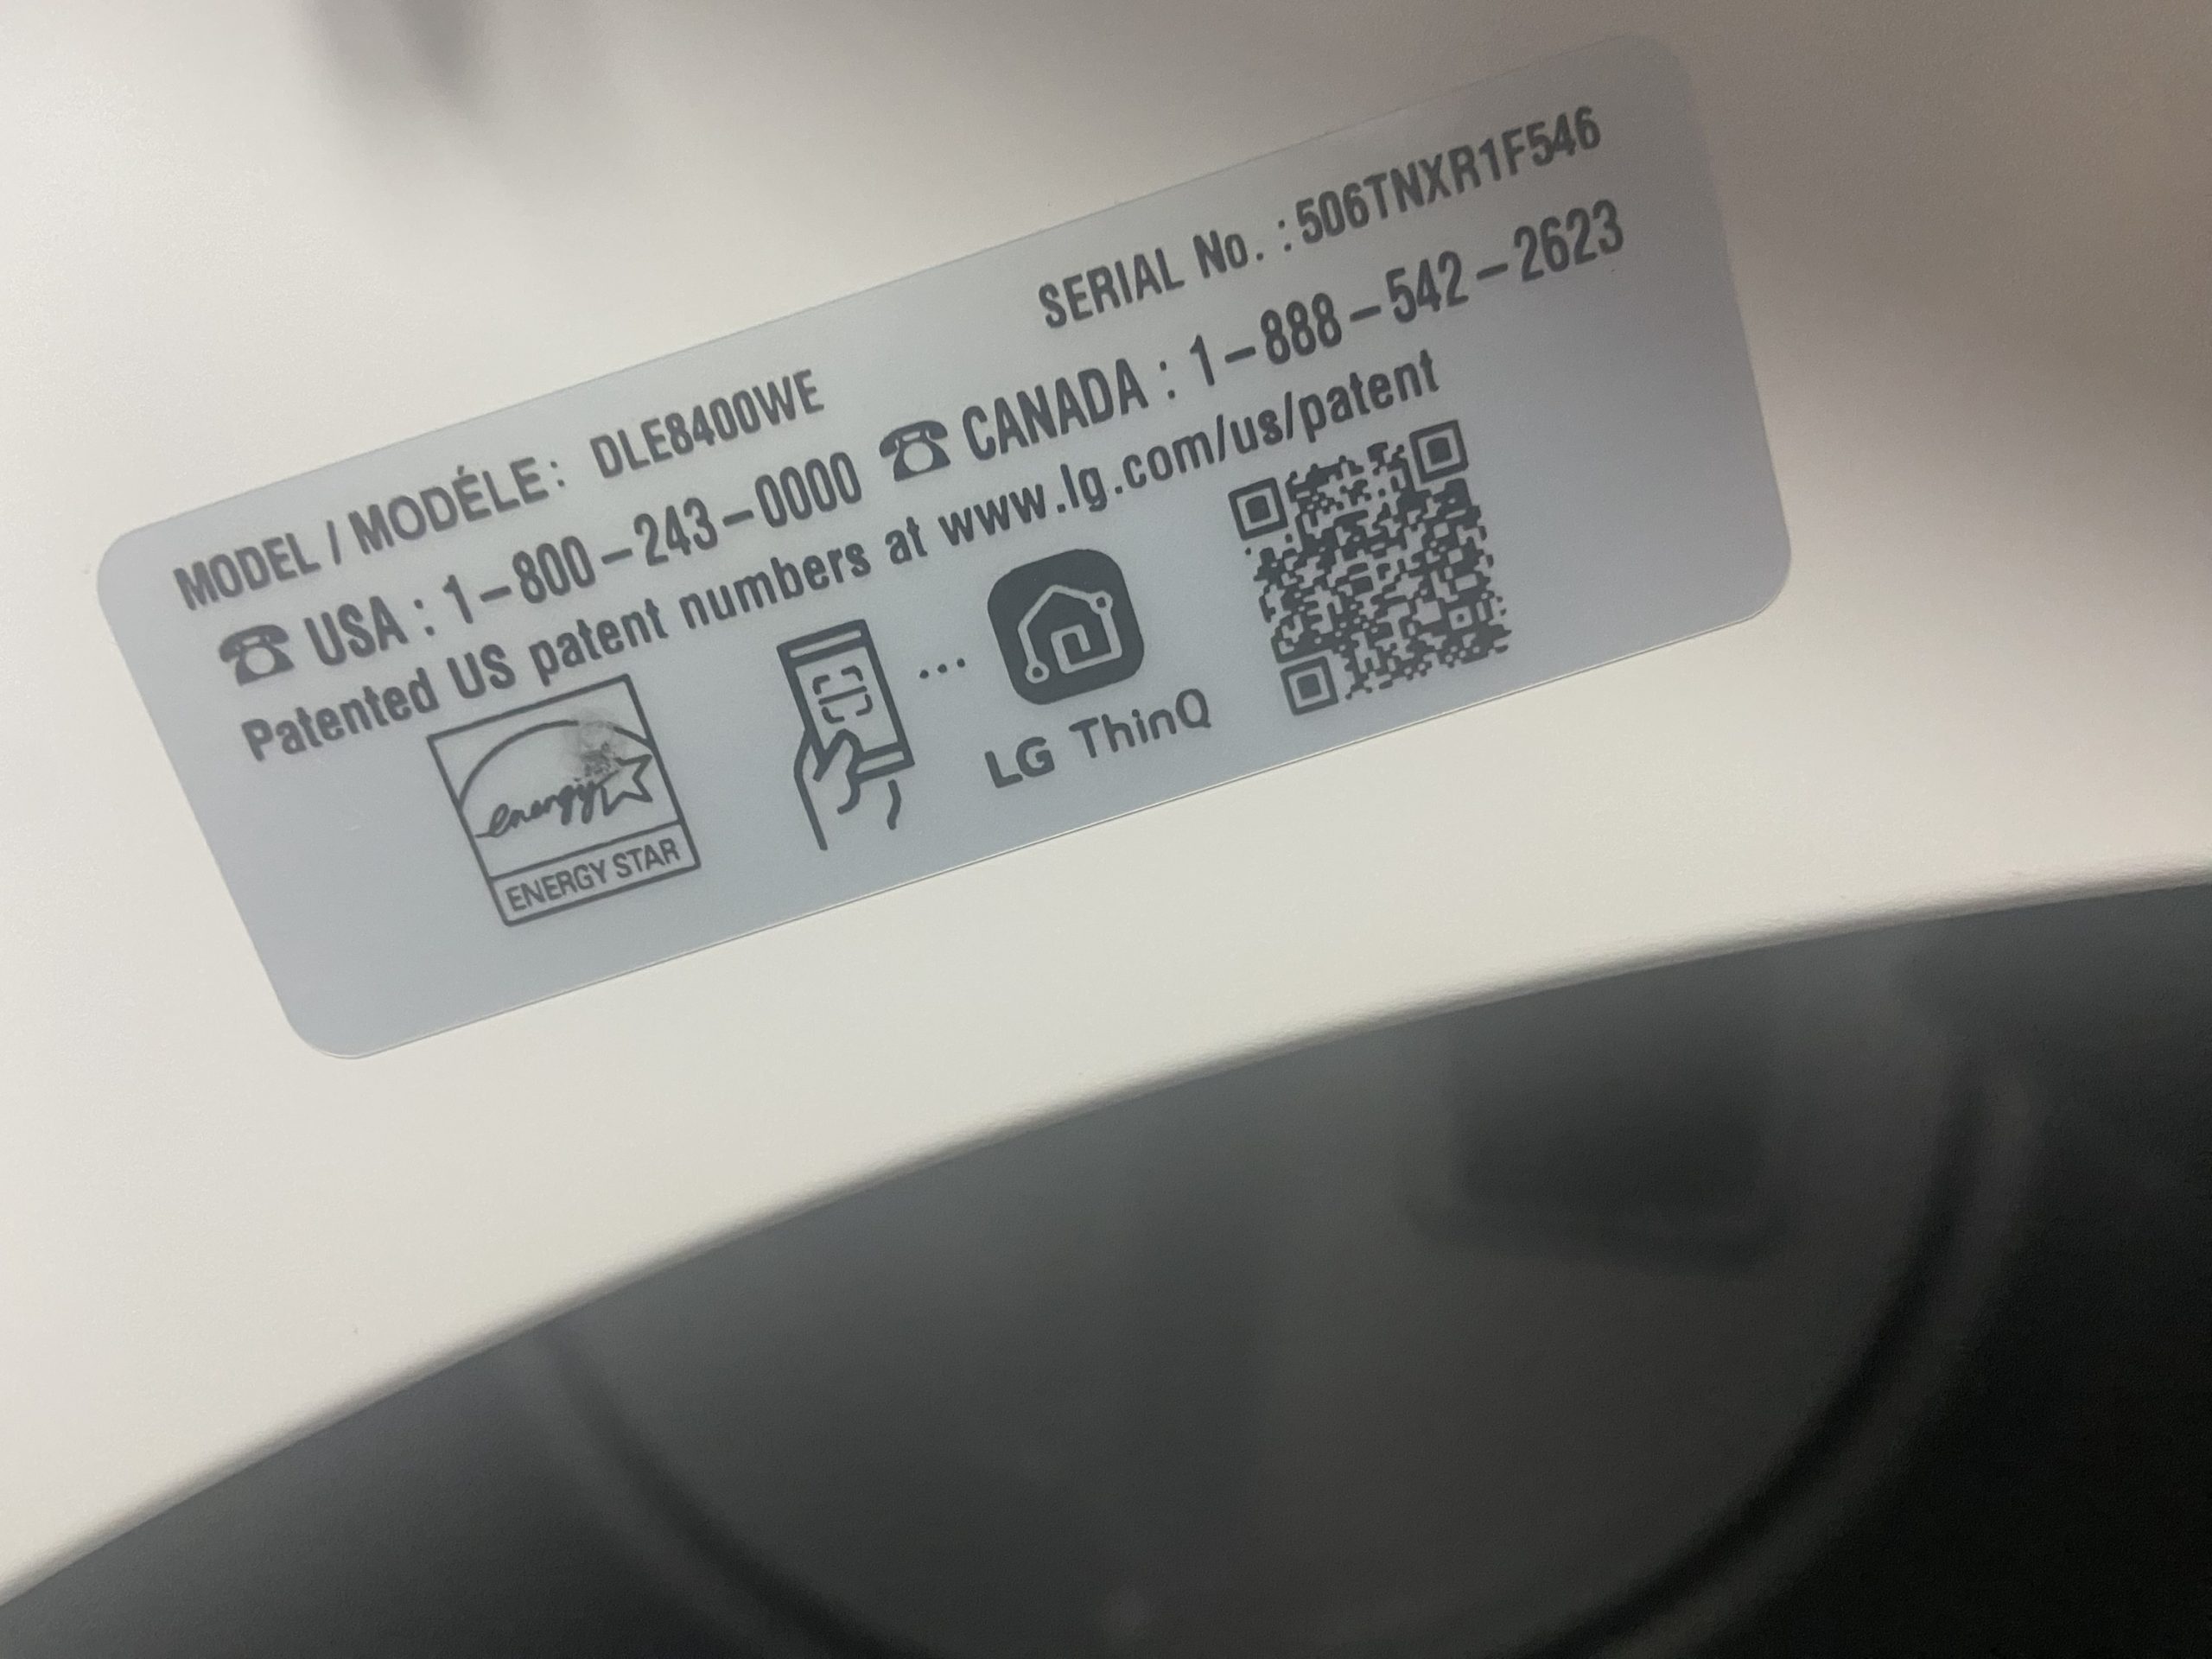 MODEL / MODÉLE : DLE8400WE SERIAL No. : 506TNXR1F546
☎ USA : 1-800-243-0000 ☎ CANADA : 1-888-542-2623
Patented US patent numbers at www.lg.com/us/patent
energy
ENERGY STAR
...
LG ThinQ